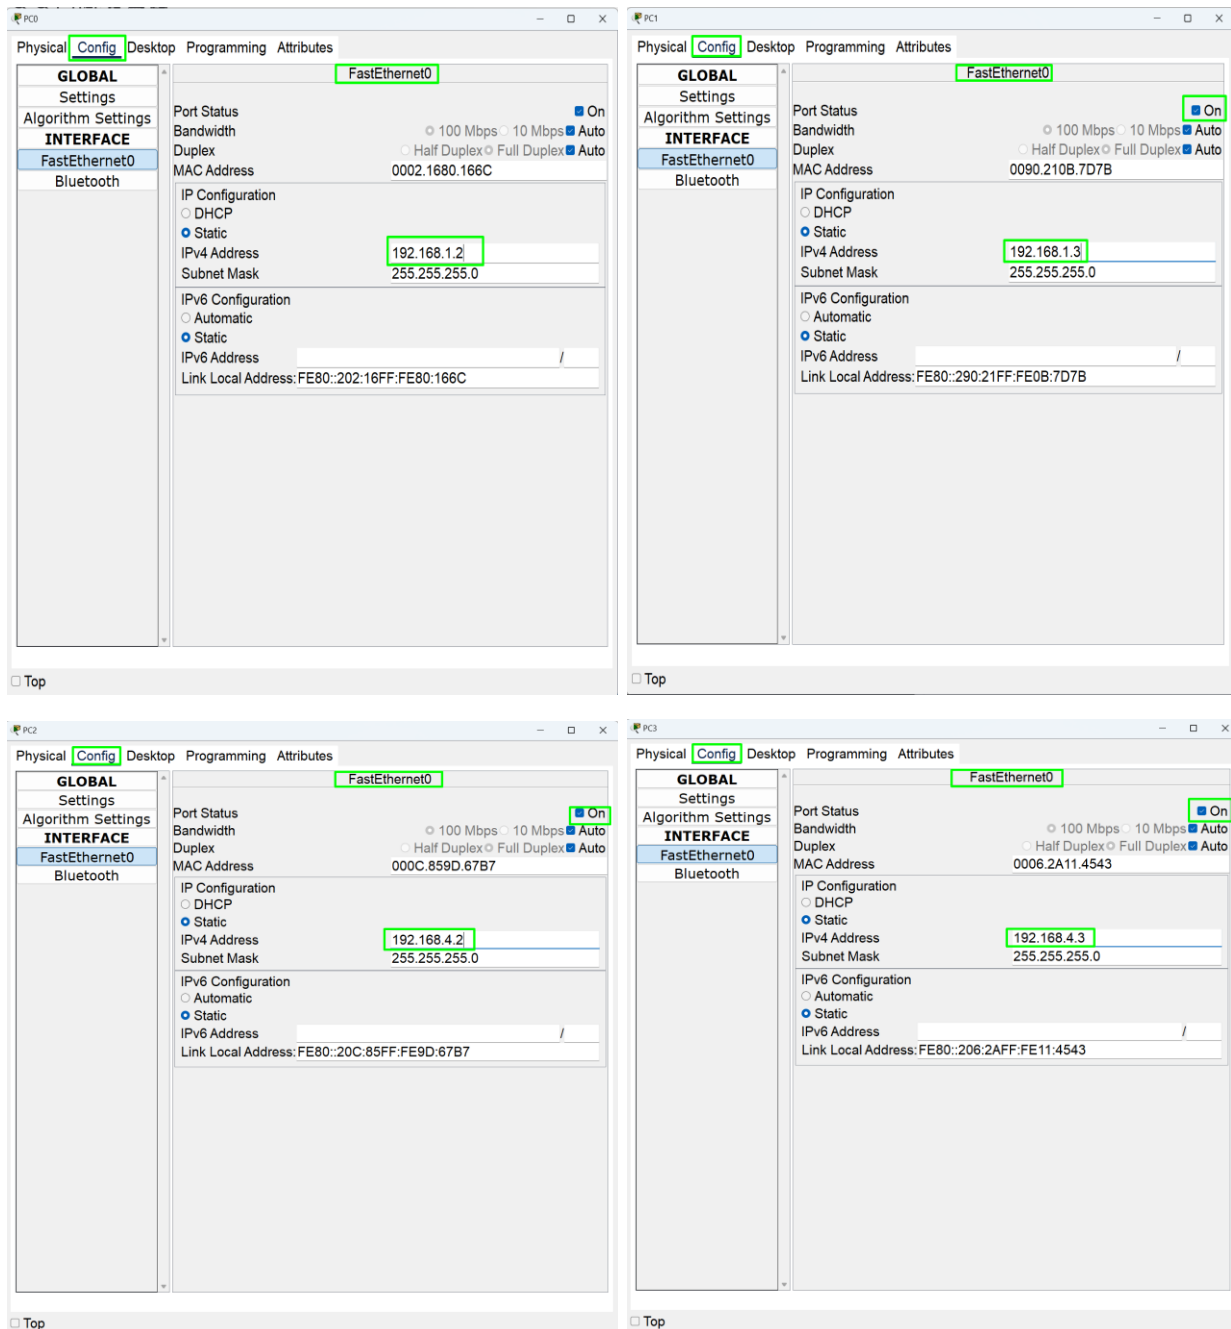 PC0
Physical Config Desktop Programming Attributes
GLOBAL
Settings
Algorithm Settings
INTERFACE
FastEthernet0
Bluetooth
FastEthernet0
Port Status On
Bandwidth 100 Mbps 10 Mbps Auto
Duplex Half Duplex Full Duplex Auto
MAC Address 0002.1680.166C
IP Configuration
DHCP
Static
IPv4 Address 192.168.1.2
Subnet Mask 255.255.255.0
IPv6 Configuration
Automatic
Static
IPv6 Address /
Link Local Address: FE80::202:16FF:FE80:166C
Top
PC1
Physical Config Desktop Programming Attributes
GLOBAL
Settings
Algorithm Settings
INTERFACE
FastEthernet0
Bluetooth
FastEthernet0
Port Status On
Bandwidth 100 Mbps 10 Mbps Auto
Duplex Half Duplex Full Duplex Auto
MAC Address 0090.210B.7D7B
IP Configuration
DHCP
Static
IPv4 Address 192.168.1.3
Subnet Mask 255.255.255.0
IPv6 Configuration
Automatic
Static
IPv6 Address /
Link Local Address: FE80::290:21FF:FE0B:7D7B
Top
PC2
Physical Config Desktop Programming Attributes
GLOBAL
Settings
Algorithm Settings
INTERFACE
FastEthernet0
Bluetooth
FastEthernet0
Port Status On
Bandwidth 100 Mbps 10 Mbps Auto
Duplex Half Duplex Full Duplex Auto
MAC Address 000C.859D.67B7
IP Configuration
DHCP
Static
IPv4 Address 192.168.4.2
Subnet Mask 255.255.255.0
IPv6 Configuration
Automatic
Static
IPv6 Address /
Link Local Address: FE80::20C:85FF:FE9D:67B7
Top
PC3
Physical Config Desktop Programming Attributes
GLOBAL
Settings
Algorithm Settings
INTERFACE
FastEthernet0
Bluetooth
FastEthernet0
Port Status On
Bandwidth 100 Mbps 10 Mbps Auto
Duplex Half Duplex Full Duplex Auto
MAC Address 0006.2A11.4543
IP Configuration
DHCP
Static
IPv4 Address 192.168.4.3
Subnet Mask 255.255.255.0
IPv6 Configuration
Automatic
Static
IPv6 Address /
Link Local Address: FE80::206:2AFF:FE11:4543
Top